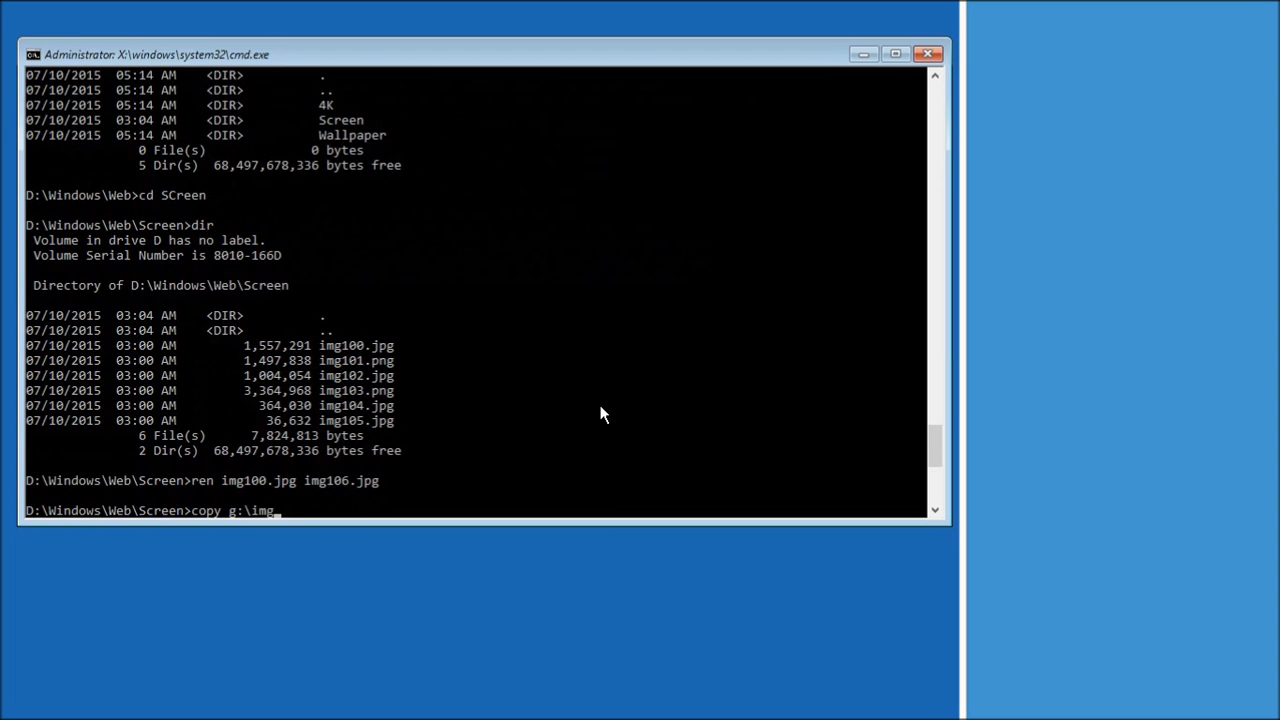 Administrator: X:\windows\system32\cmd.exe
07/10/2015  05:14 AM    <DIR>          .
07/10/2015  05:14 AM    <DIR>          ..
07/10/2015  05:14 AM    <DIR>          4K
07/10/2015  03:04 AM    <DIR>          Screen
07/10/2015  05:14 AM    <DIR>          Wallpaper
               0 File(s)              0 bytes
               5 Dir(s)  68,497,678,336 bytes free
D:\Windows\Web>cd SCreen
D:\Windows\Web\Screen>dir
 Volume in drive D has no label.
 Volume Serial Number is 8010-166D
 Directory of D:\Windows\Web\Screen
07/10/2015  03:04 AM    <DIR>          .
07/10/2015  03:04 AM    <DIR>          ..
07/10/2015  03:00 AM         1,557,291 img100.jpg
07/10/2015  03:00 AM         1,497,838 img101.png
07/10/2015  03:00 AM         1,004,054 img102.jpg
07/10/2015  03:00 AM         3,364,968 img103.png
07/10/2015  03:00 AM           364,030 img104.jpg
07/10/2015  03:00 AM            36,632 img105.jpg
               6 File(s)      7,824,813 bytes
               2 Dir(s)  68,497,678,336 bytes free
D:\Windows\Web\Screen>ren img100.jpg img106.jpg
D:\Windows\Web\Screen>copy g:\img_